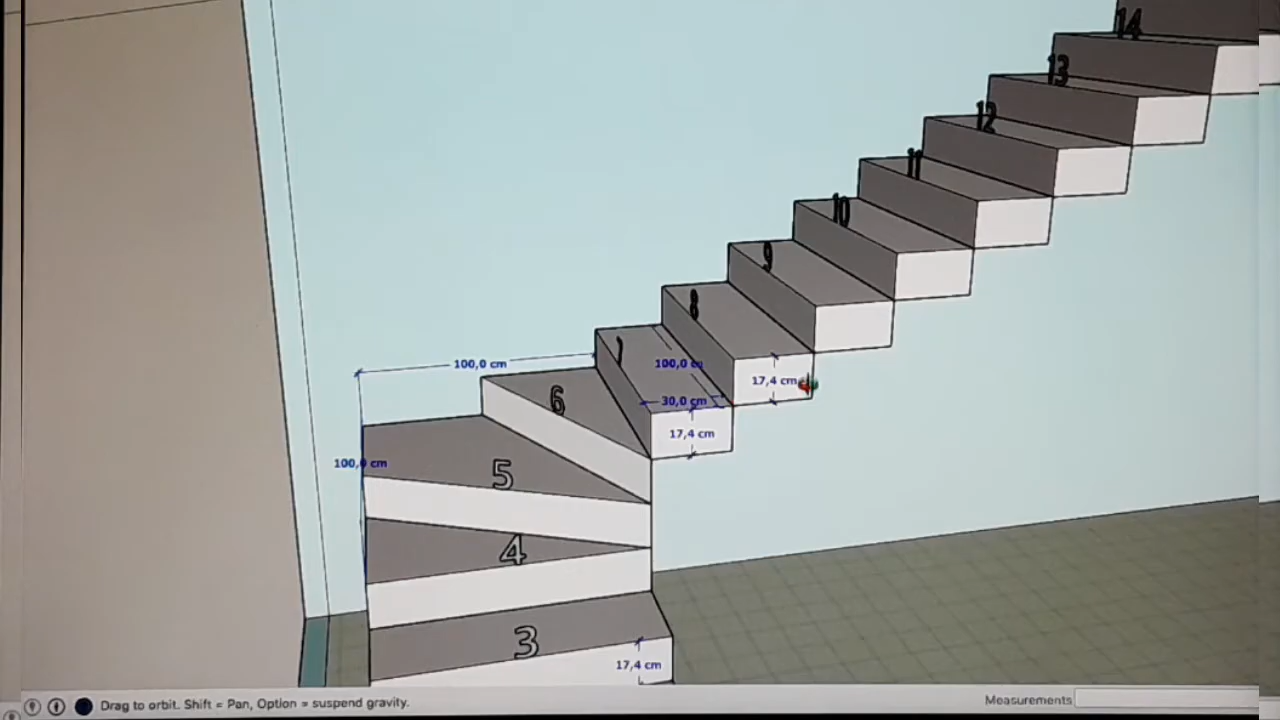 14
13
12
11
10
9
8
7
100,0 cm
100,0 cm
17,4 cm
6
30,0 cm
17,4 cm
100,0 cm
5
4
3
17,4 cm
Drag to orbit. Shift = Pan, Option = suspend gravity.
Measurements